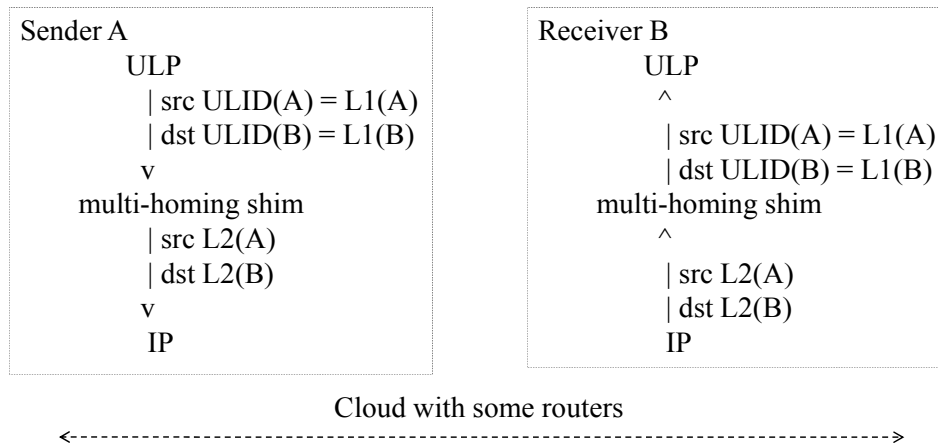 Sender A
ULP
| src ULID(A) = L1(A)
| dst ULID(B) = L1(B)
v
multi-homing shim
| src L2(A)
| dst L2(B)
v
IP
Receiver B
ULP
^
| src ULID(A) = L1(A)
| dst ULID(B) = L1(B)
multi-homing shim
^
| src L2(A)
| dst L2(B)
IP
Cloud with some routers